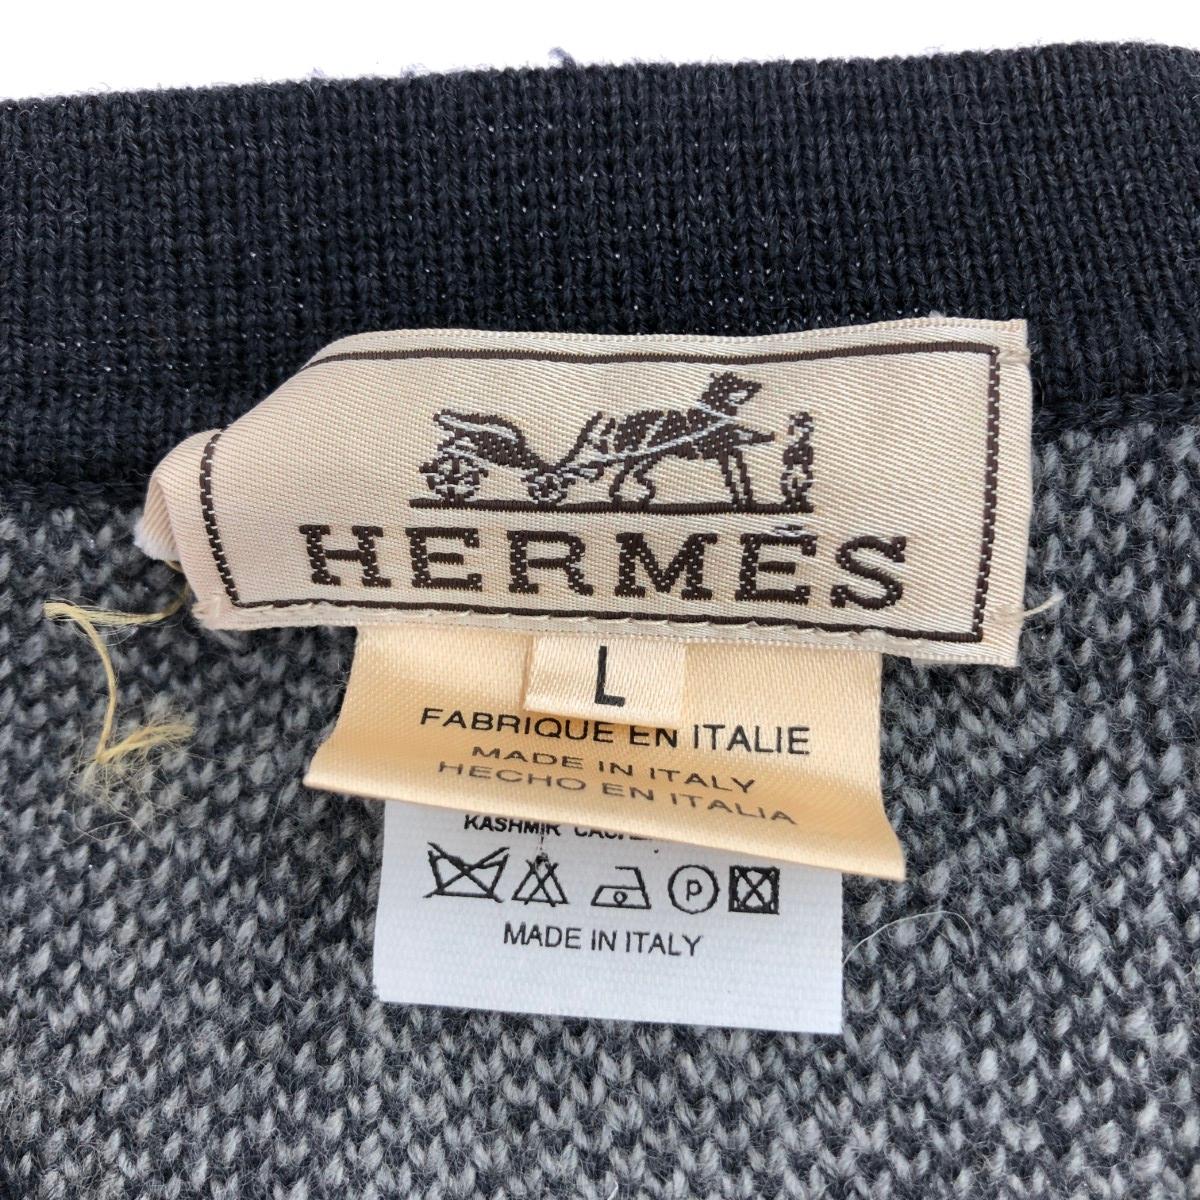 HERMÈS
L
FABRIQUE EN ITALIE
MADE IN ITALY
HECHO EN ITALIA
KASHMIR
P
MADE IN ITALY